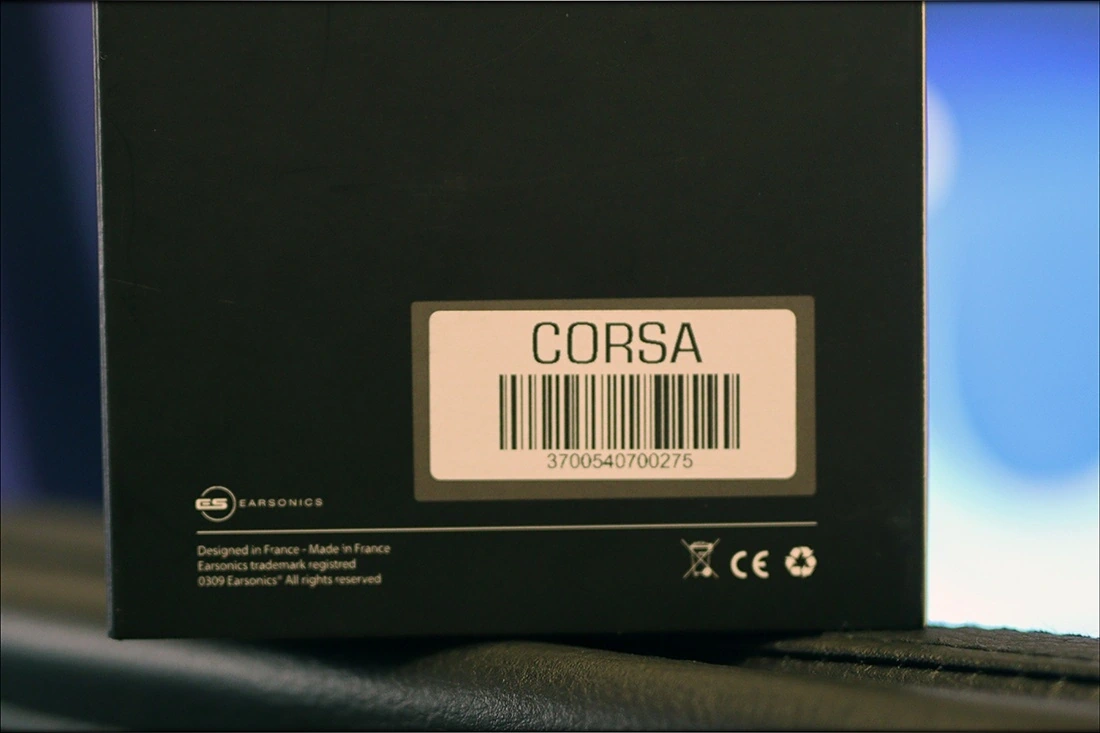 CORSA
3700540700275
ES EARSONICS
Designed in France - Made in France
Earsonics trademark registred
0309 Earsonics® All rights reserved
CE